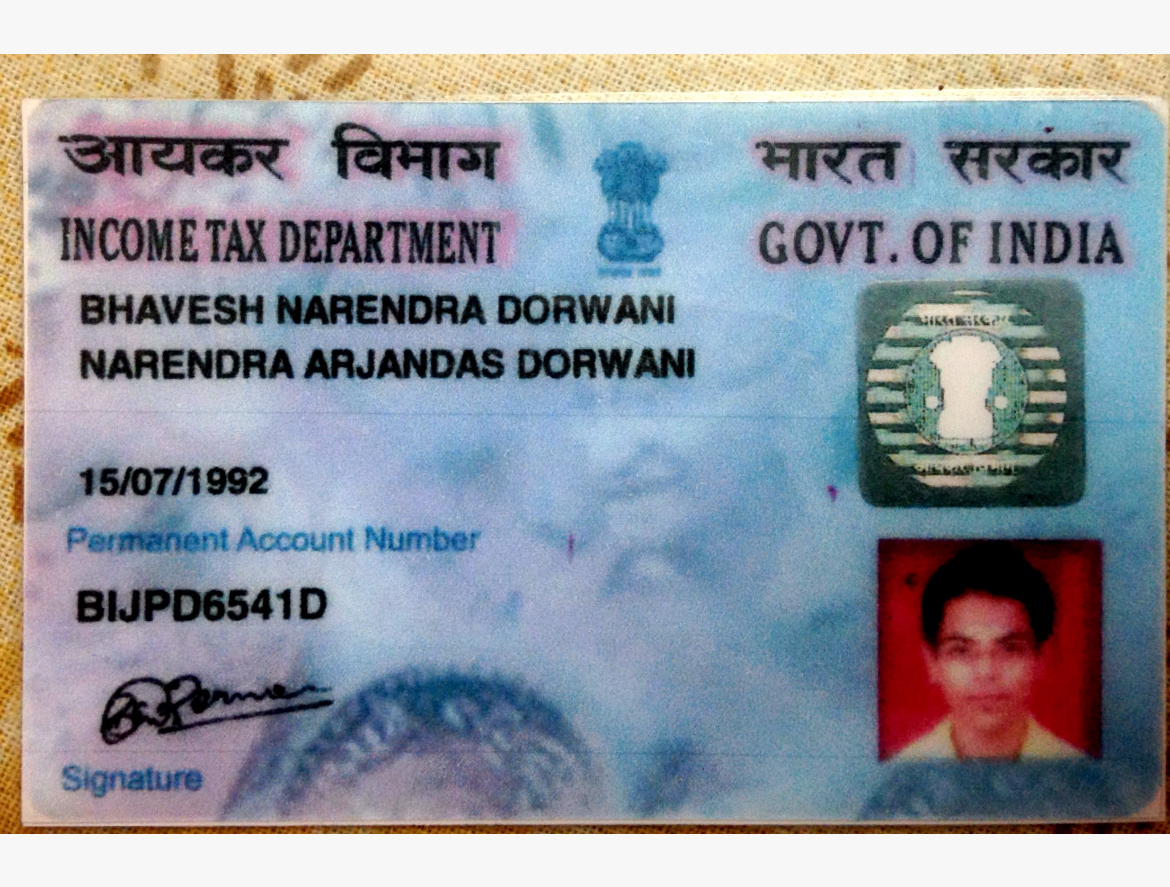 आयकर विभाग भारत सरकार
INCOME TAX DEPARTMENT GOVT. OF INDIA
BHAVESH NARENDRA DORWANI
NARENDRA ARJANDAS DORWANI
15/07/1992
Permanent Account Number
BIJPD6541D
Signature